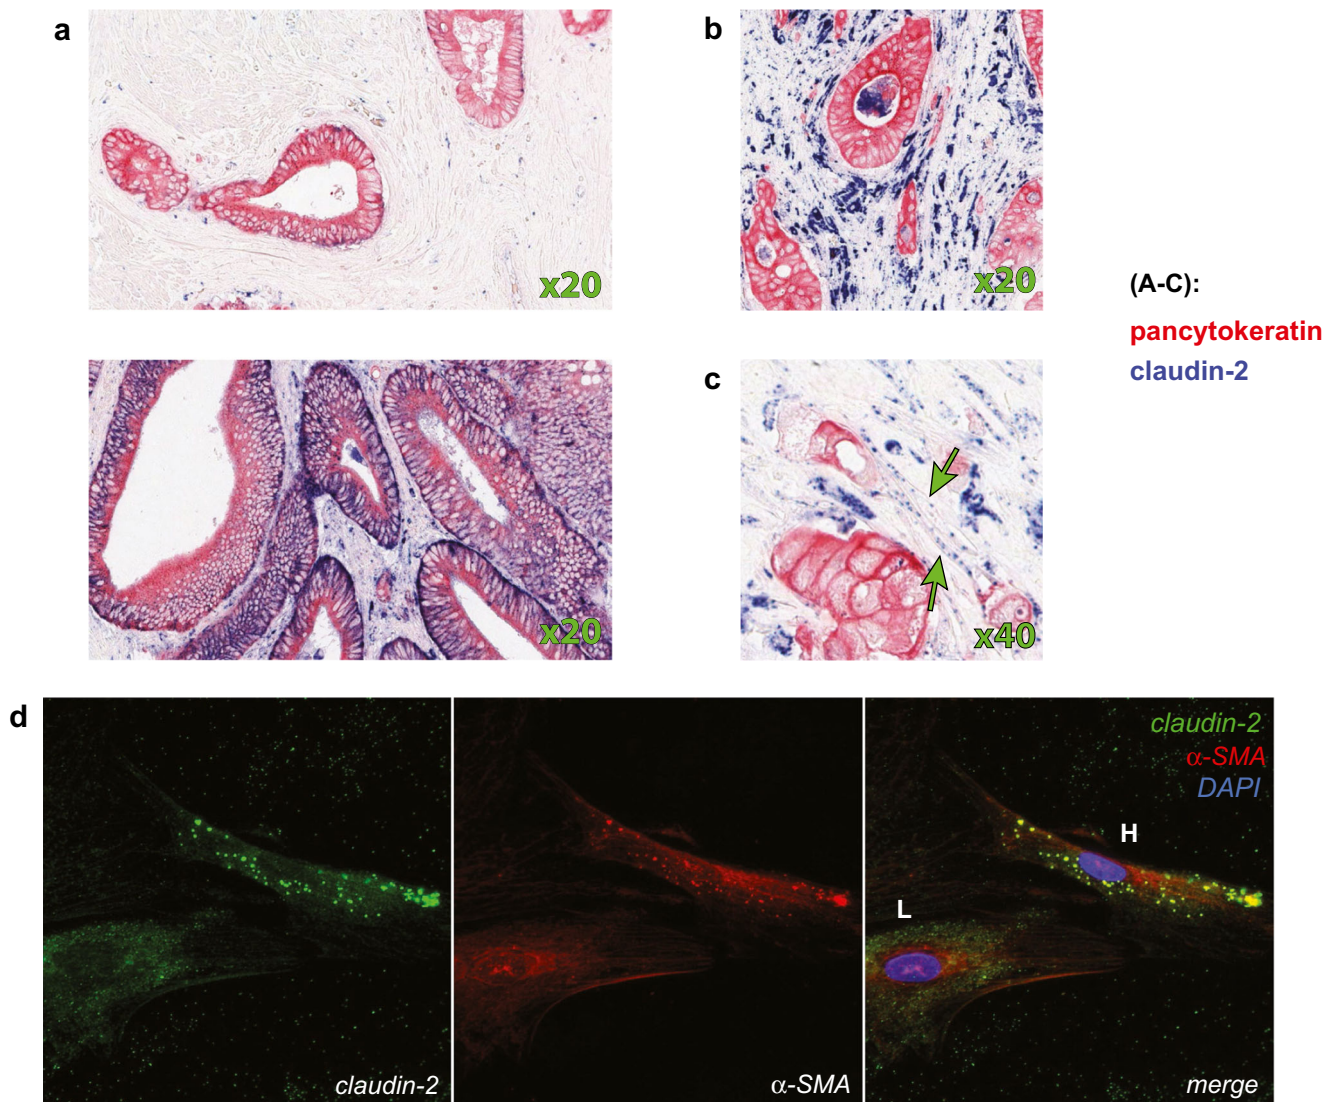 a
x20
b
x20
(A-C):
pancytokeratin
claudin-2
x20
c
x40
d
claudin-2
α-SMA
claudin-2
α-SMA
DAPI
H
L
merge